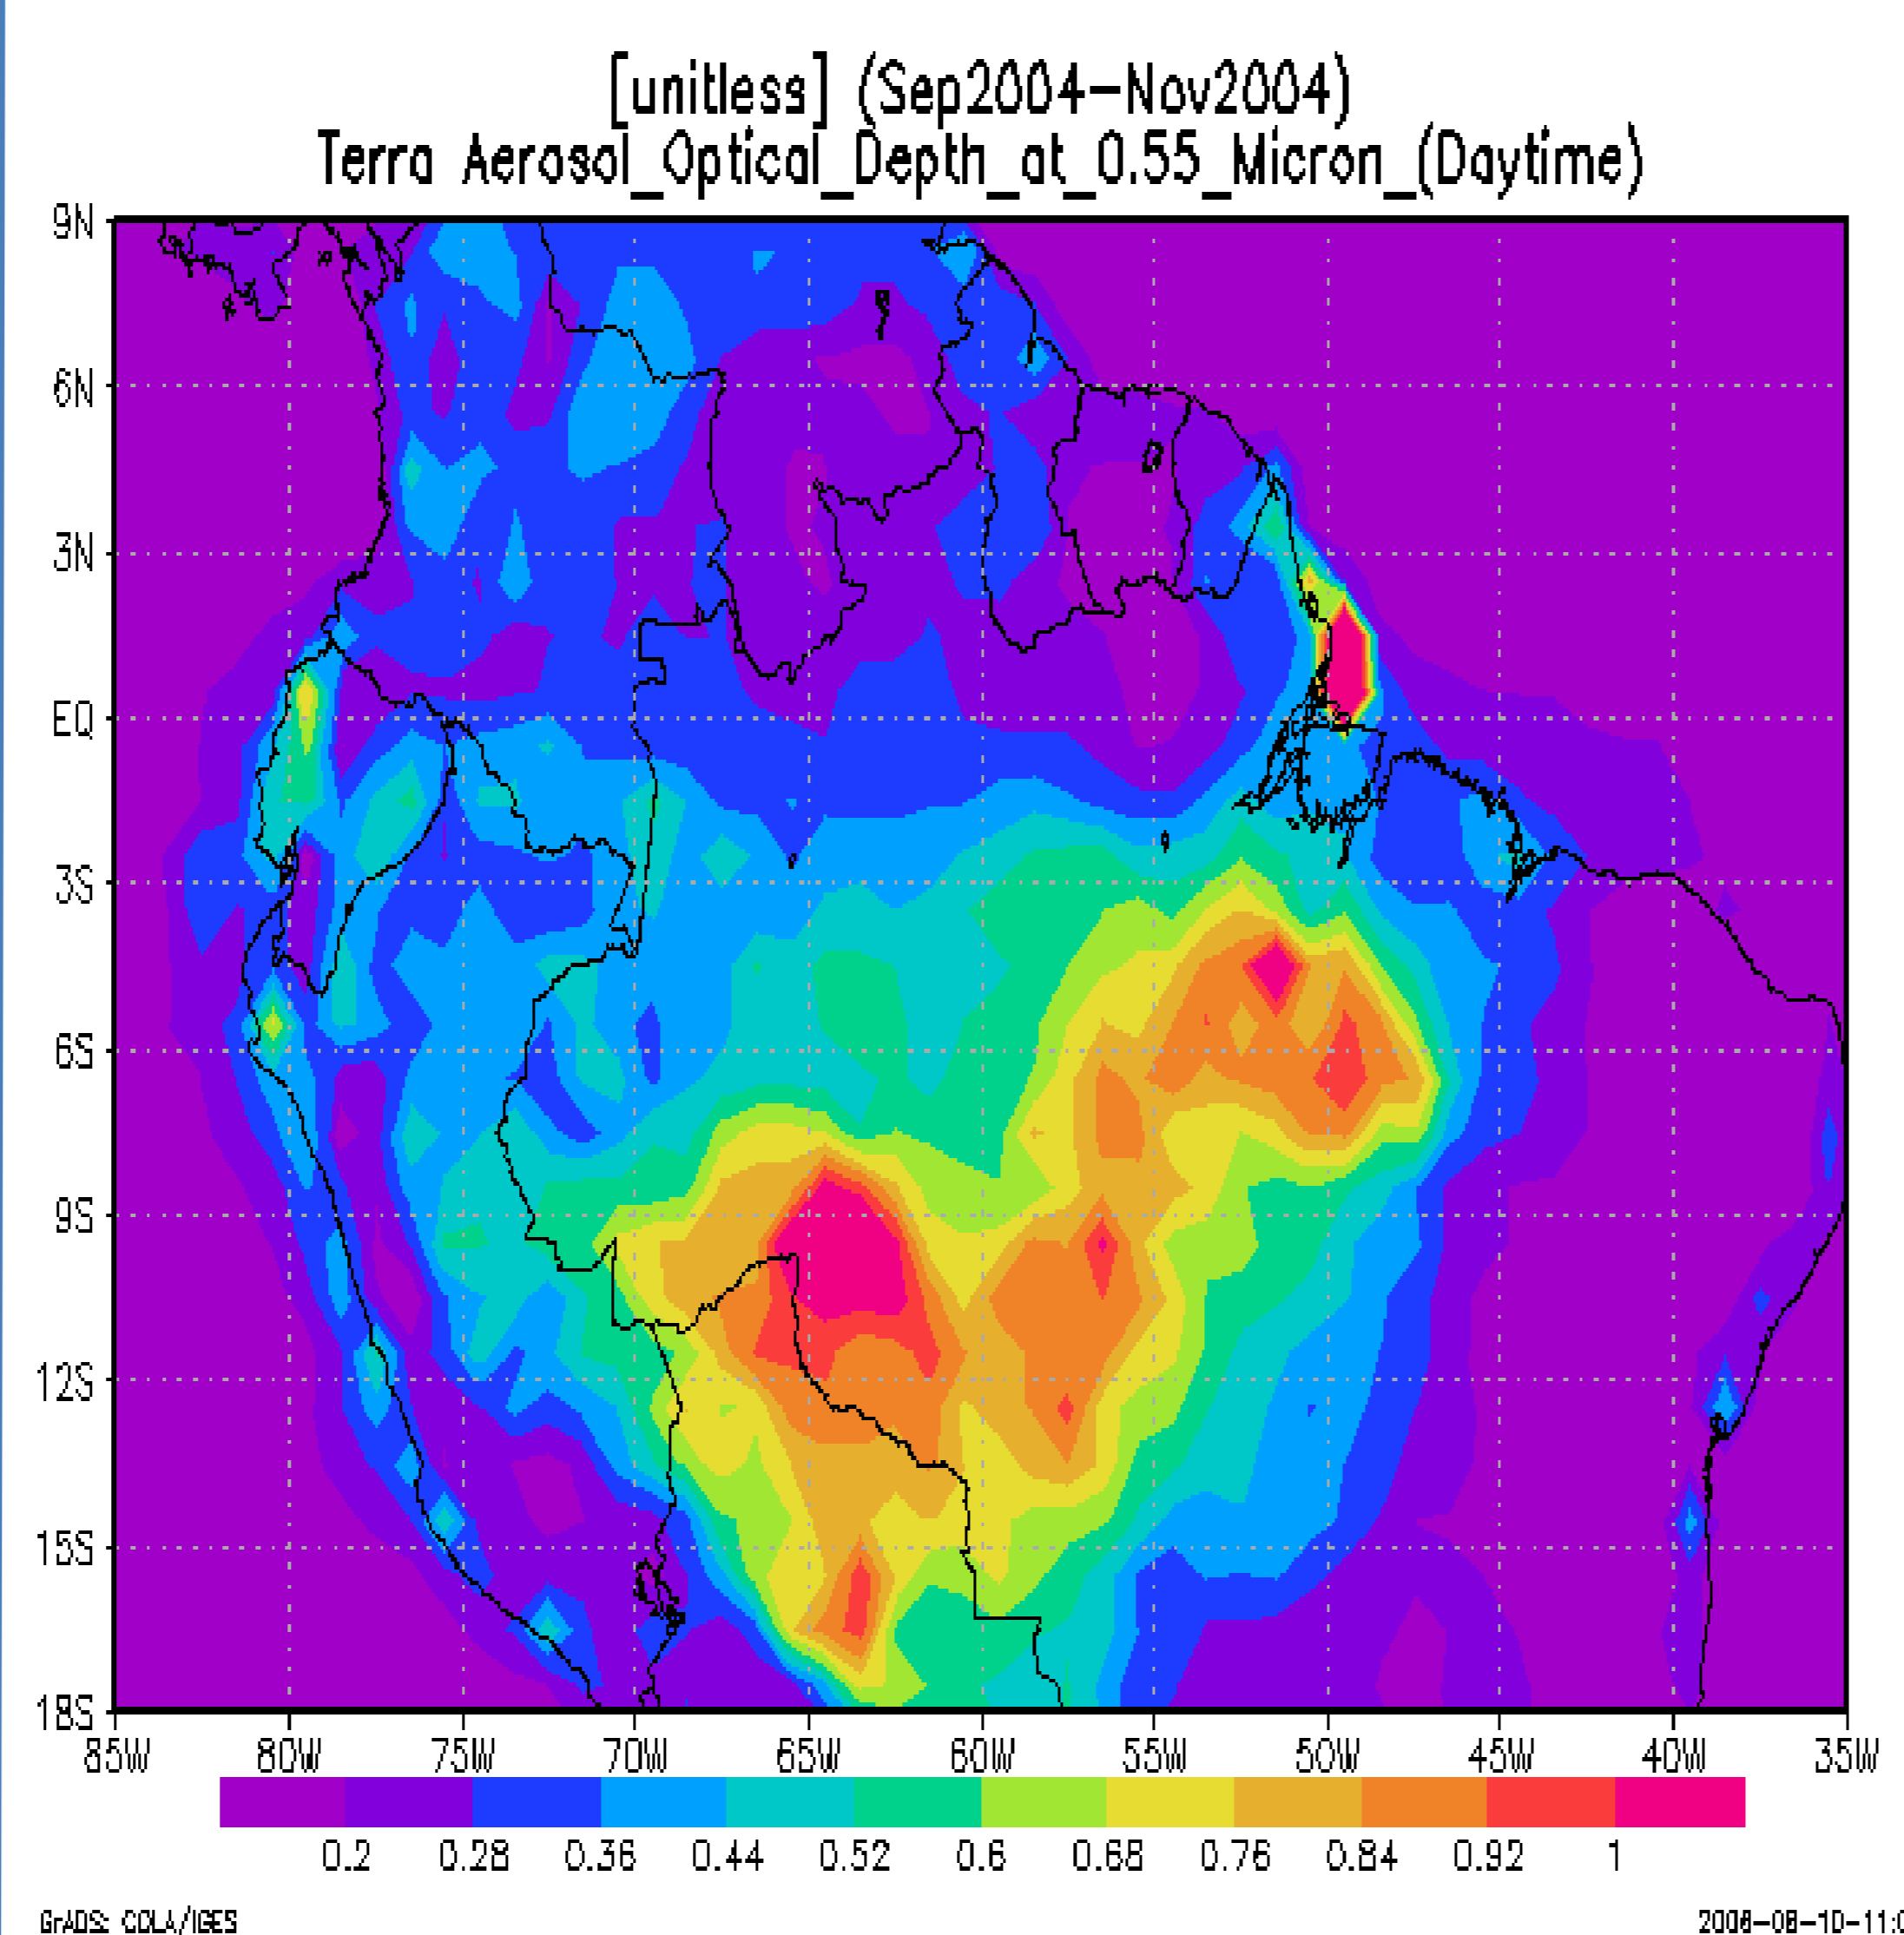 [unitless] (Sep2004-Nov2004)
Terra Aerosol_Optical_Depth_at_0.55_Micron_(Daytime)
9N
6N
3N
EQ
3S
6S
9S
12S
15S
18S
85W 80W 75W 70W 65W 60W 55W 50W 45W 40W 35W
0.2 0.28 0.36 0.44 0.52 0.6 0.68 0.76 0.84 0.92 1
GrADS: COLA/IGES